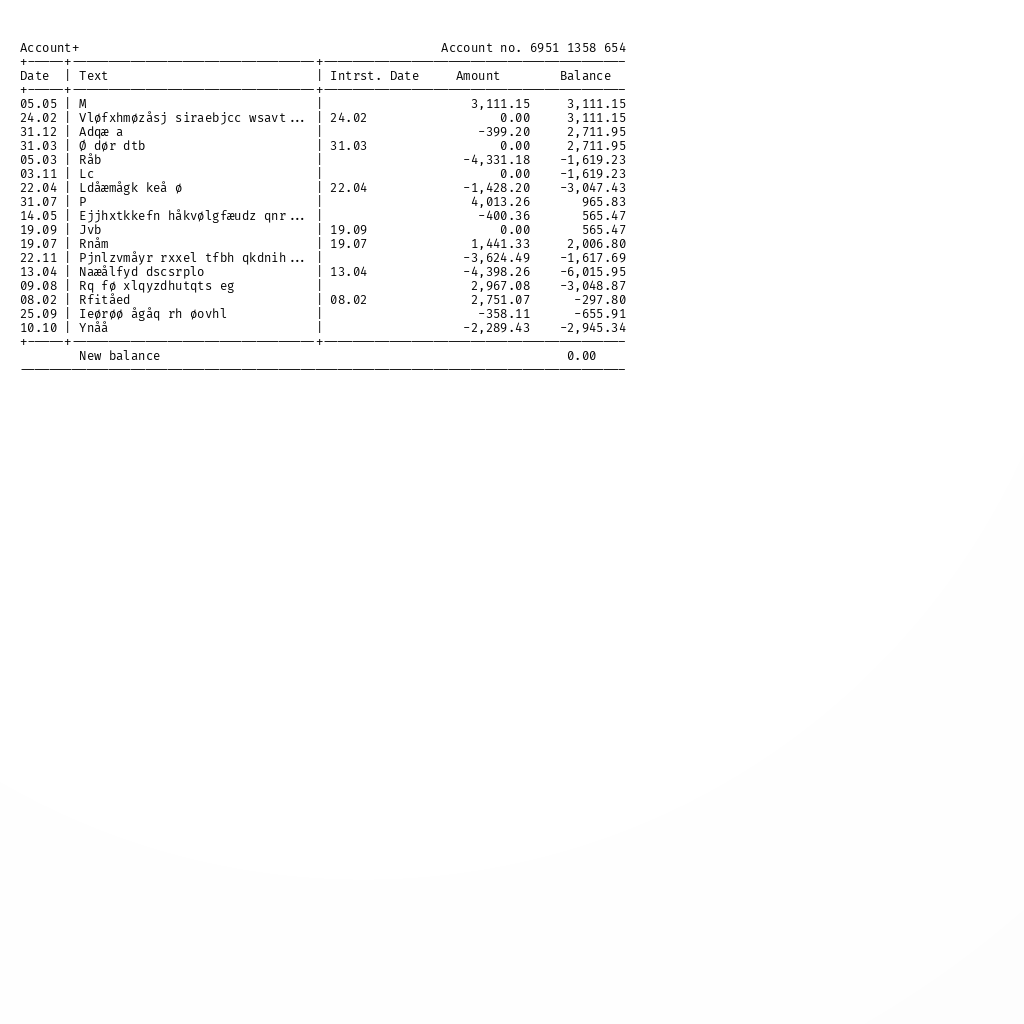 Account+ Account no. 6951 1358 654
Date | Text | Intrst. Date Amount Balance
05.05 | M | 3,111.15 3,111.15
24.02 | Vløfxhmøzåsj siraebjcc wsavt... | 24.02 0.00 3,111.15
31.12 | Adqæ a | -399.20 2,711.95
31.03 | Ø dør dtb | 31.03 0.00 2,711.95
05.03 | Råb | -4,331.18 -1,619.23
03.11 | Lc | 0.00 -1,619.23
22.04 | Ldåæmågk keå ø | 22.04 -1,428.20 -3,047.43
31.07 | P | 4,013.26 965.83
14.05 | Ejjhxtkkefn håkvølgfæudz qnr... | -400.36 565.47
19.09 | Jvb | 19.09 0.00 565.47
19.07 | Rnåm | 19.07 1,441.33 2,006.80
22.11 | Pjnlzvmåyr rxxel tfbh qkdnih... | -3,624.49 -1,617.69
13.04 | Naæålfyd dscsrplo | 13.04 -4,398.26 -6,015.95
09.08 | Rq fø xlqyzdhutqts eg | 2,967.08 -3,048.87
08.02 | Rfitåed | 08.02 2,751.07 -297.80
25.09 | Ieørøø ågåq rh øovhl | -358.11 -655.91
10.10 | Ynåå | -2,289.43 -2,945.34
New balance 0.00